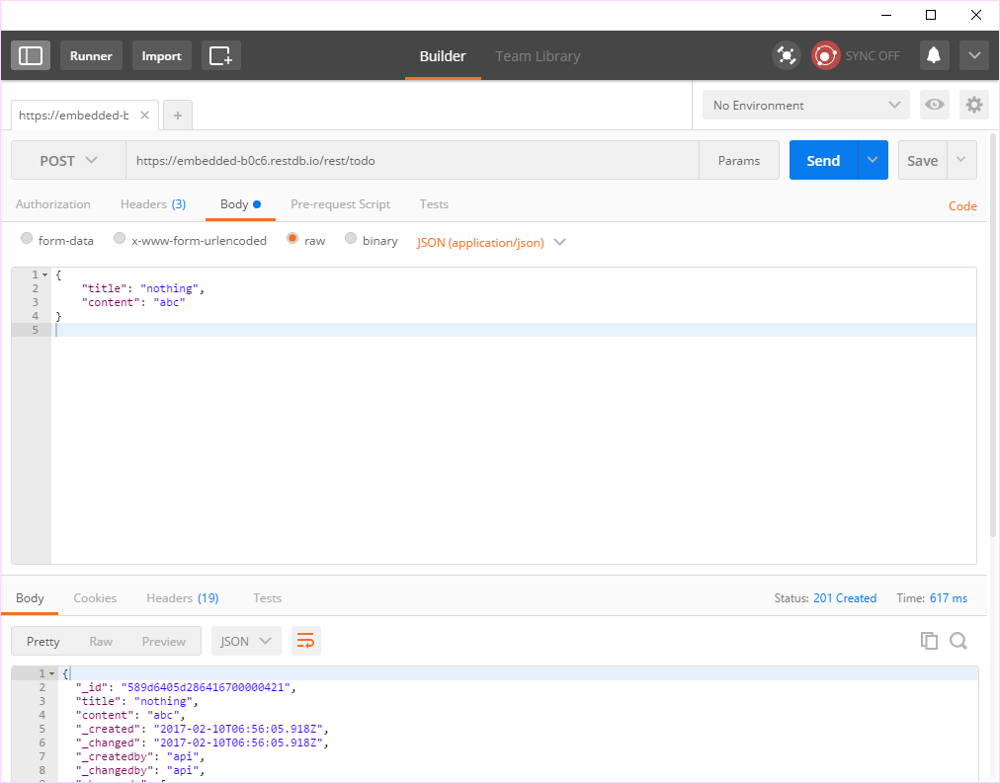 Runner Import Builder Team Library SYNC OFF
https://embedded-b No Environment
POST https://embedded-b0c6.restdb.io/rest/todo Params Send Save
Authorization Headers (3) Body Pre-request Script Tests Code
form-data x-www-form-urlencoded raw binary JSON (application/json)
1 {
2 "title": "nothing",
3 "content": "abc"
4 }
5
Body Cookies Headers (19) Tests Status: 201 Created Time: 617 ms
Pretty Raw Preview JSON
1 {
2 "_id": "589d6405d286416700000421",
3 "title": "nothing",
4 "content": "abc",
5 "_created": "2017-02-10T06:56:05.918Z",
6 "_changed": "2017-02-10T06:56:05.918Z",
7 "_createdby": "api",
8 "_changedby": "api",